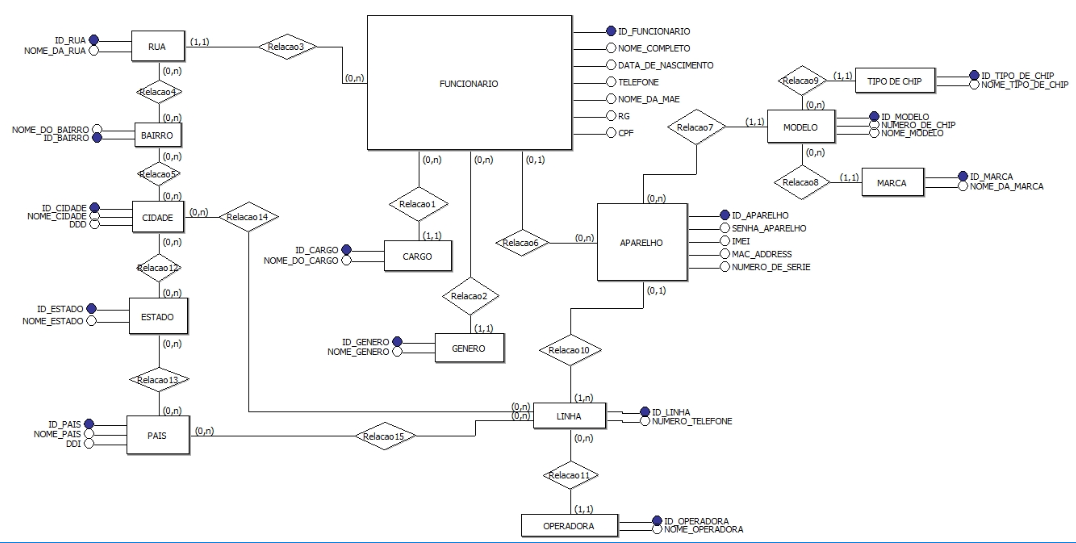 ID_RUA
NOME_DA_RUA
RUA
(1,1)
Relacao3
(0,n)
FUNCIONARIO
ID_FUNCIONARIO
NOME_COMPLETO
DATA_DE_NASCIMENTO
TELEFONE
NOME_DA_MAE
RG
CPF
(0,n)
Relacao4
(0,n)
NOME_DO_BAIRRO
ID_BAIRRO
BAIRRO
(0,n)
Relacao5
(0,n)
ID_CIDADE
NOME_CIDADE
DDD
CIDADE
(0,n)
Relacao14
(0,n)
Relacao12
(0,n)
ID_ESTADO
NOME_ESTADO
ESTADO
(0,n)
Relacao13
(0,n)
ID_PAIS
NOME_PAIS
DDI
PAIS
(0,n)
Relacao15
(0,n)
Relacao1
(1,1)
ID_CARGO
NOME_DO_CARGO
CARGO
(0,n)
Relacao2
(1,1)
ID_GENERO
NOME_GENERO
GENERO
(0,1)
Relacao6
(0,n)
APARELHO
ID_APARELHO
SENHA_APARELHO
IMEI
MAC_ADDRESS
NUMERO_DE_SERIE
(0,n)
Relacao7
(1,1)
MODELO
ID_MODELO
NUMERO_DE_CHIP
NOME_MODELO
(0,n)
Relacao9
(1,1)
TIPO DE CHIP
ID_TIPO_DE_CHIP
NOME_TIPO_DE_CHIP
(0,n)
Relacao8
(1,1)
MARCA
ID_MARCA
NOME_DA_MARCA
(0,1)
Relacao10
(1,n)
(0,n)
(0,n)
LINHA
ID_LINHA
NUMERO_TELEFONE
(0,n)
Relacao11
(1,1)
OPERADORA
ID_OPERADORA
NOME_OPERADORA